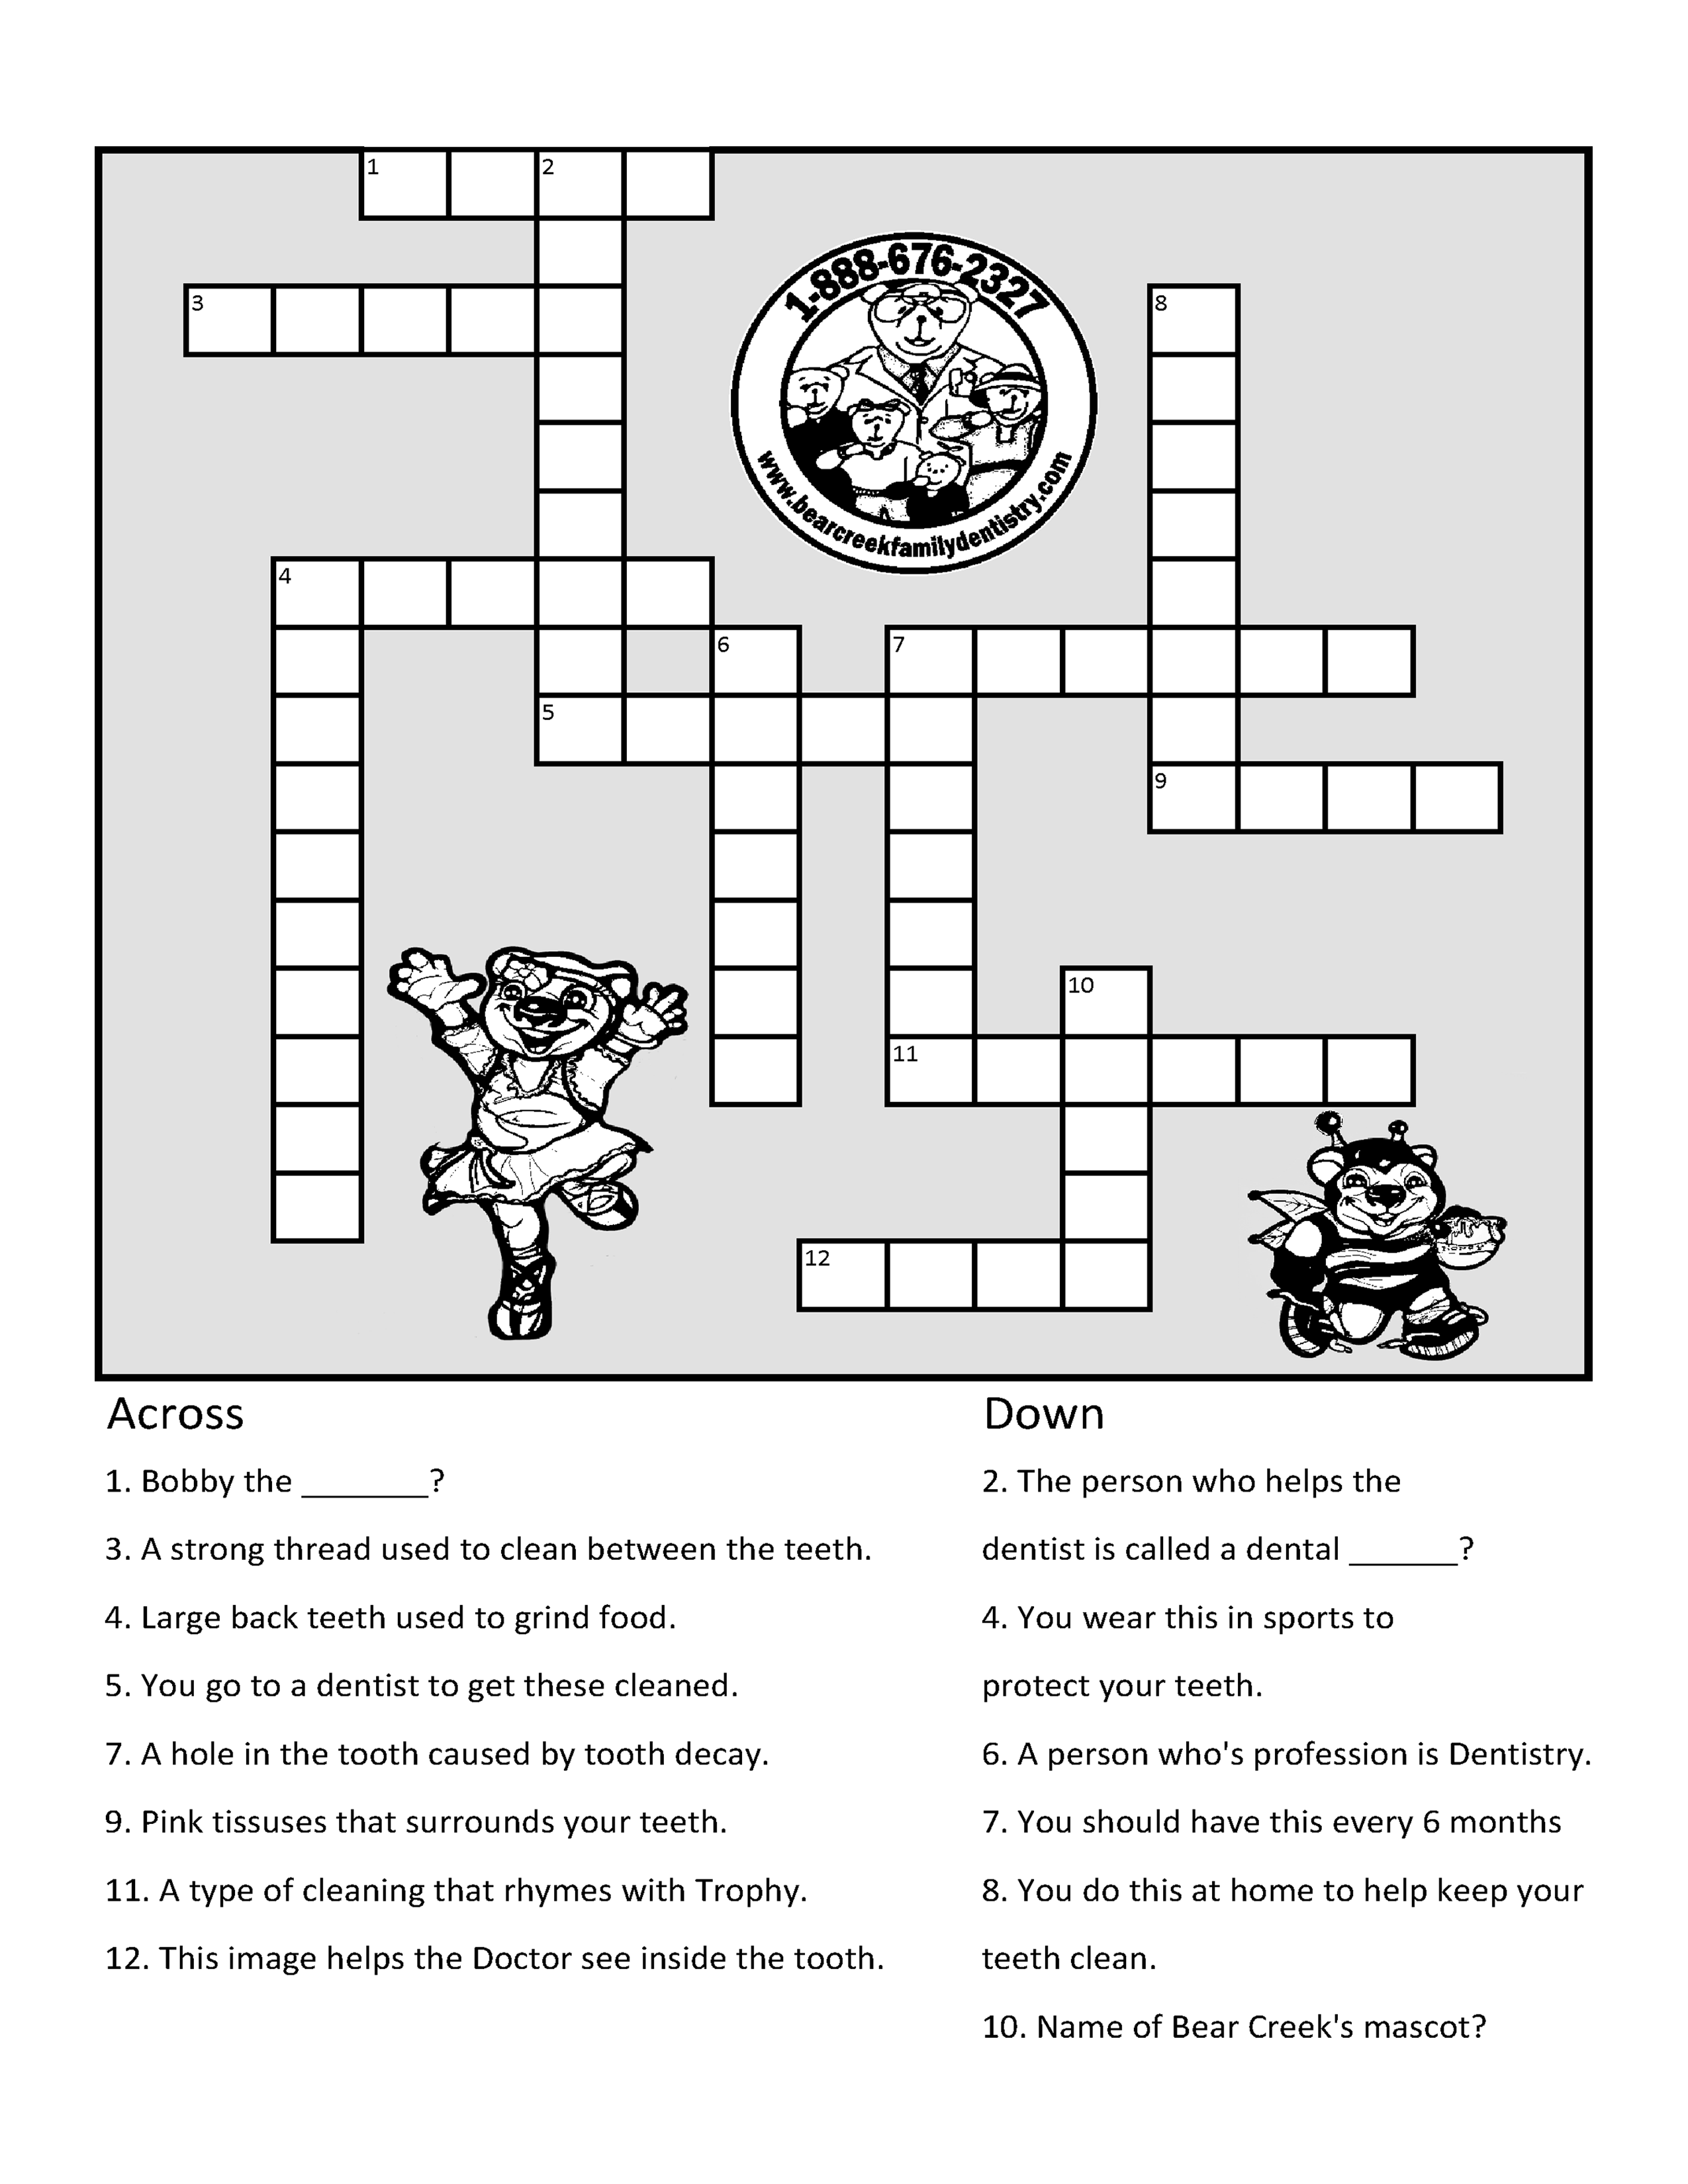 1
2
1-888-676-2327
3
8
www.bearcreekfamilydentistry.com
4
6
7
5
9
10
11
12
Across
1. Bobby the _______?
3. A strong thread used to clean between the teeth.
4. Large back teeth used to grind food.
5. You go to a dentist to get these cleaned.
7. A hole in the tooth caused by tooth decay.
9. Pink tissuses that surrounds your teeth.
11. A type of cleaning that rhymes with Trophy.
12. This image helps the Doctor see inside the tooth.
Down
2. The person who helps the
dentist is called a dental ______?
4. You wear this in sports to
protect your teeth.
6. A person who's profession is Dentistry.
7. You should have this every 6 months
8. You do this at home to help keep your
teeth clean.
10. Name of Bear Creek's mascot?